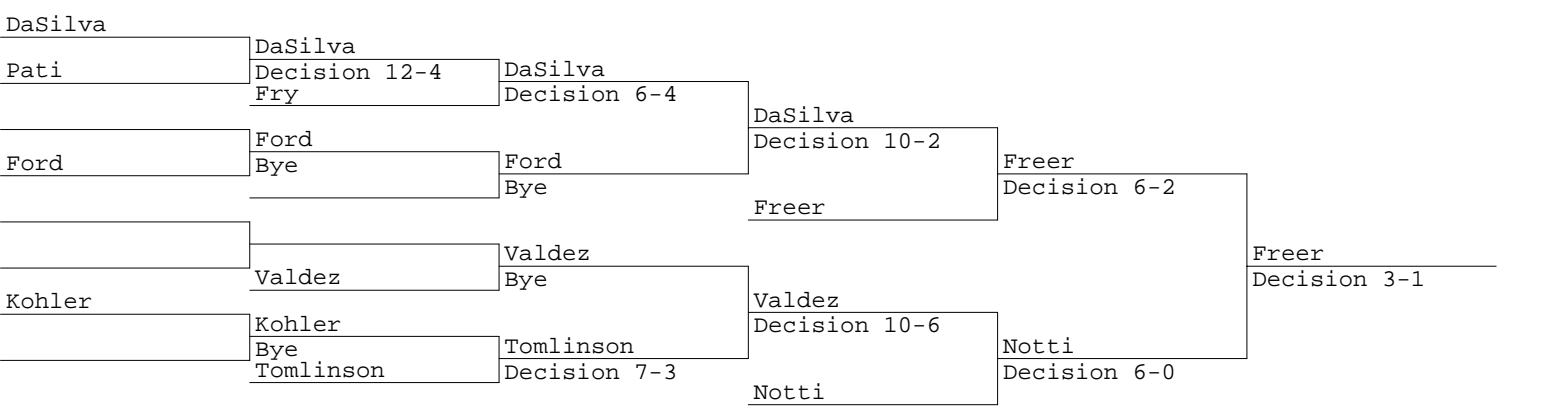 DaSilva
Pati
Ford
Kohler
DaSilva
Decision 12-4
Fry
Ford
Bye
Valdez
Kohler
Bye
Tomlinson
DaSilva
Decision 6-4
Ford
Bye
Valdez
Bye
Tomlinson
Decision 7-3
DaSilva
Decision 10-2
Freer
Valdez
Decision 10-6
Notti
Freer
Decision 6-2
Notti
Decision 6-0
Freer
Decision 3-1